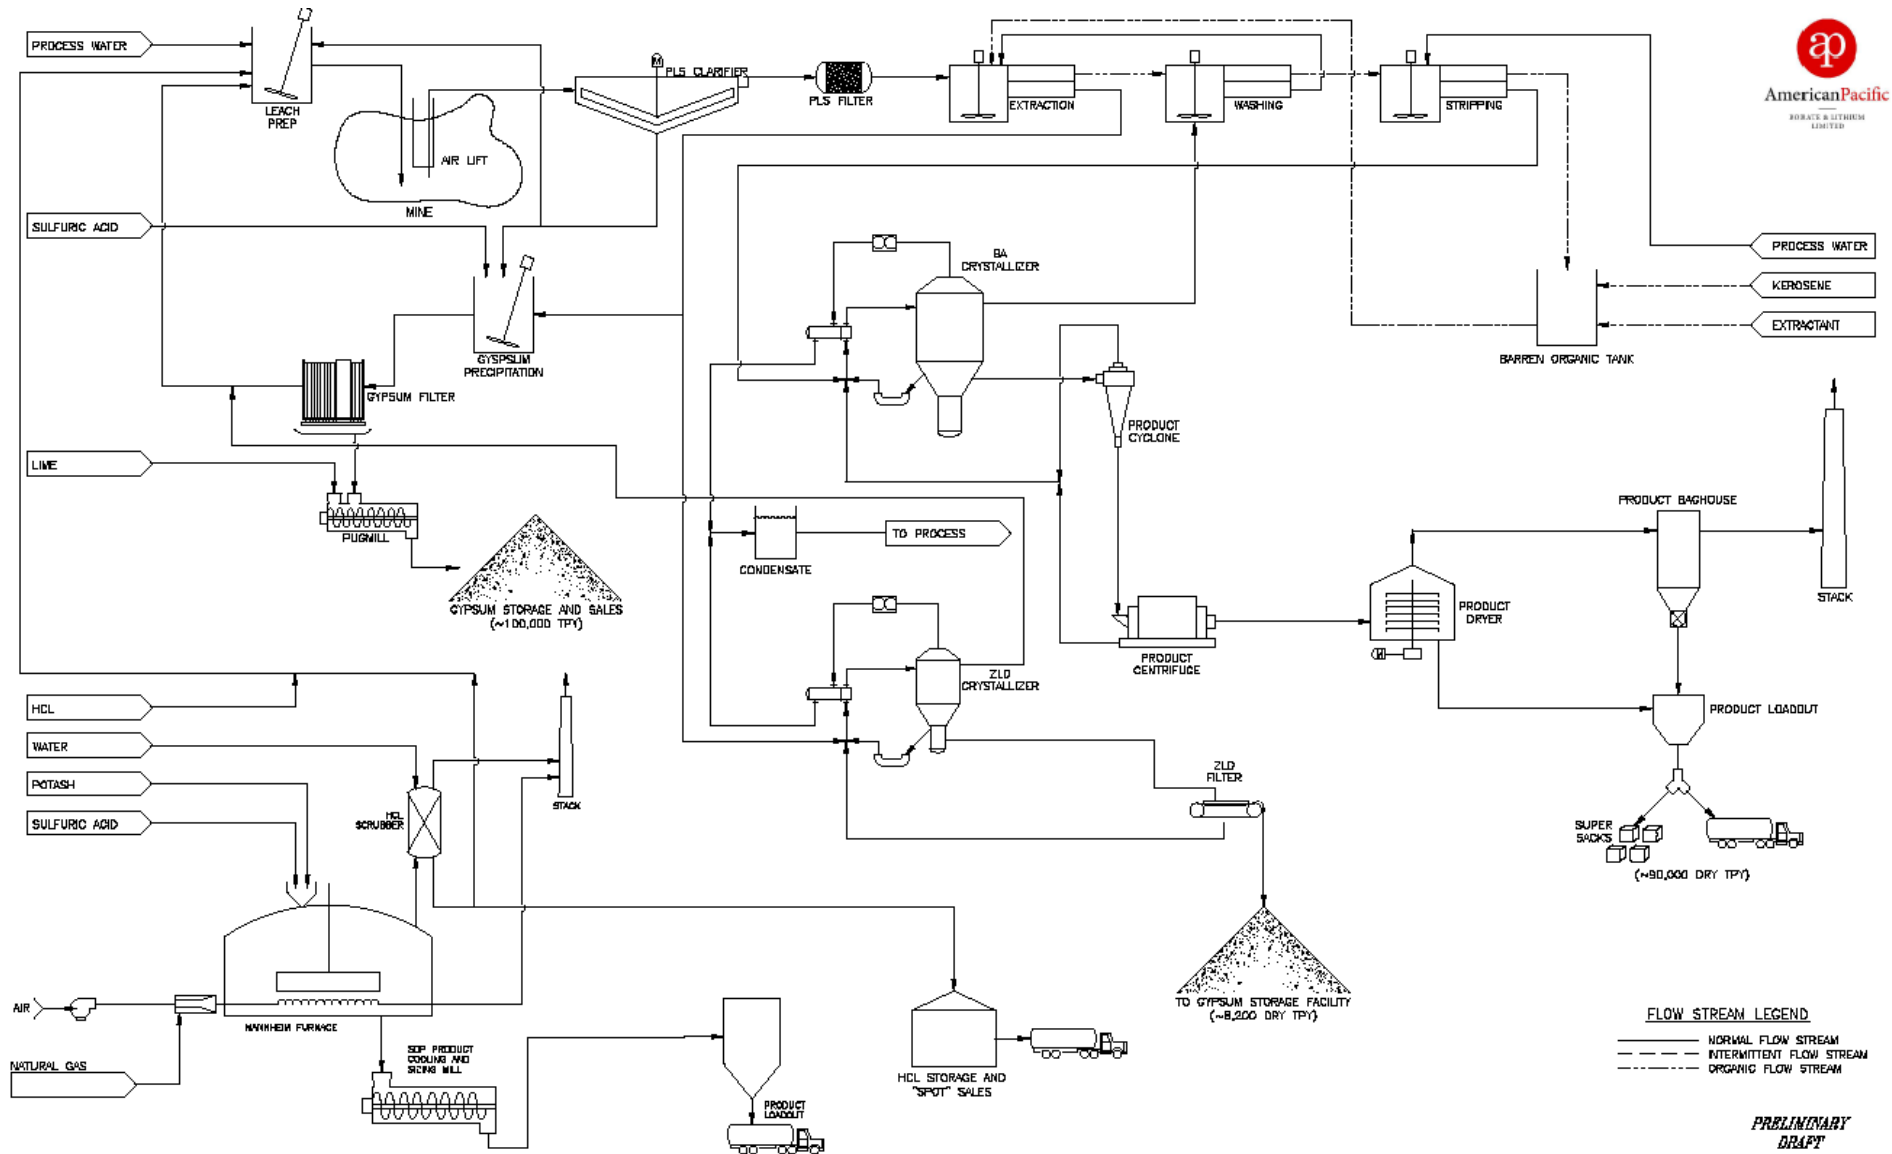 PROCESS WATER
LEACH
PREP
AIR LIFT
MINE
M
PLS CLARIFIER
PLS FILTER
EXTRACTION
WASHING
STRIPPING
ap
AmericanPacific
BORATE & LITHIUM
LIMITED
SULFURIC ACID
GYSPSUM
PRECIPITATION
GYPSUM FILTER
BA
CRYSTALLIZER
PROCESS WATER
KEROSENE
EXTRACTANT
BARREN ORGANIC TANK
PRODUCT
CYCLONE
LIME
PUGMILL
GYPSUM STORAGE AND SALES
(~100,000 TPY)
CONDENSATE
TO PROCESS
PRODUCT BAGHOUSE
STACK
PRODUCT
DRYER
PRODUCT
CENTRIFUGE
ZLD
CRYSTALLIZER
HCL
WATER
POTASH
SULFURIC ACID
HCL
SCRUBBER
STACK
PRODUCT LOADOUT
ZLD
FILTER
SUPER
SACKS
(~90,000 DRY TPY)
AIR
MANNHEIM FURNACE
NATURAL GAS
SOP PRODUCT
COOLING AND
SIZING MILL
PRODUCT
LOADOUT
HCL STORAGE AND
"SPOT" SALES
TO GYPSUM STORAGE FACILITY
(~8,200 DRY TPY)
FLOW STREAM LEGEND
NORMAL FLOW STREAM
INTERMITTENT FLOW STREAM
ORGANIC FLOW STREAM
PRELIMINARY
DRAFT